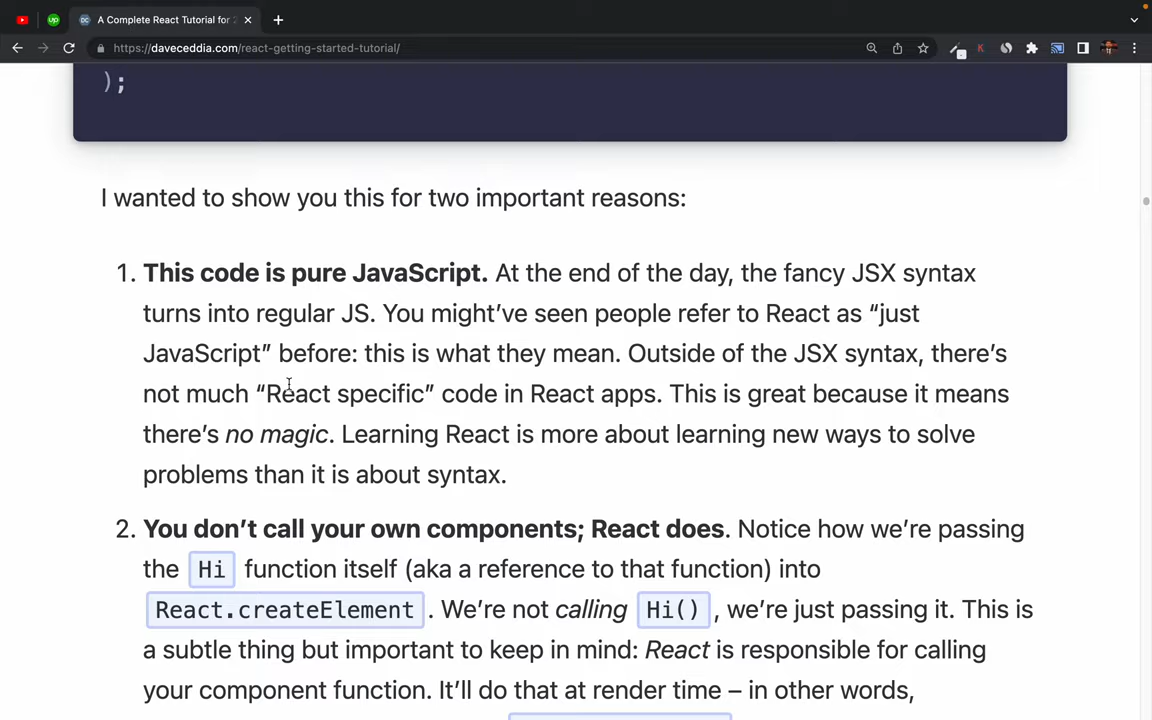 A Complete React Tutorial for 2
https://daveceddia.com/react-getting-started-tutorial/
);
I wanted to show you this for two important reasons:
1. This code is pure JavaScript. At the end of the day, the fancy JSX syntax
turns into regular JS. You might’ve seen people refer to React as “just
JavaScript” before: this is what they mean. Outside of the JSX syntax, there’s
not much “React specific” code in React apps. This is great because it means
there’s no magic. Learning React is more about learning new ways to solve
problems than it is about syntax.
2. You don’t call your own components; React does. Notice how we’re passing
the Hi function itself (aka a reference to that function) into
React.createElement . We’re not calling Hi() , we’re just passing it. This is
a subtle thing but important to keep in mind: React is responsible for calling
your component function. It’ll do that at render time – in other words,